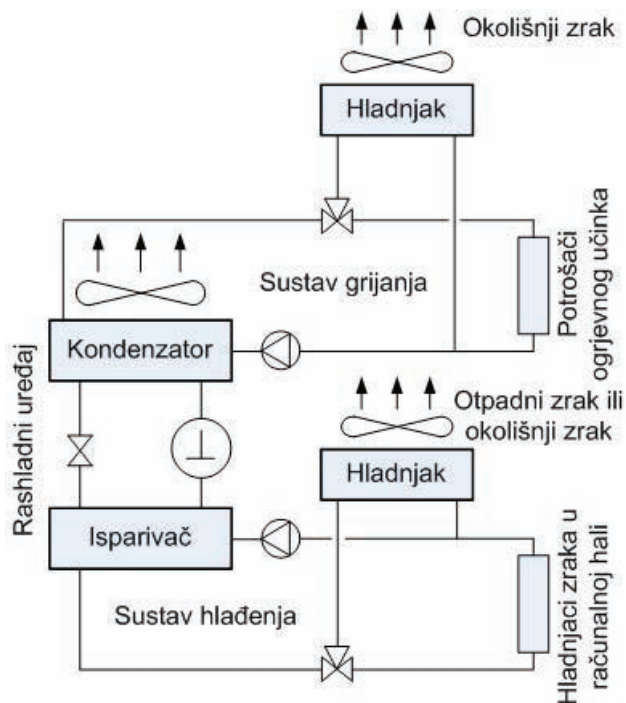 Okolišnji zrak
Hladnjak
Sustav grijanja
Potrošači
ogrjevnog učinka
Kondenzator
Rashladni uređaj
Otpadni zrak ili
okolišnji zrak
Hladnjak
Isparivač
Sustav hlađenja
Hladnjaci zraka u
računalnoj hali